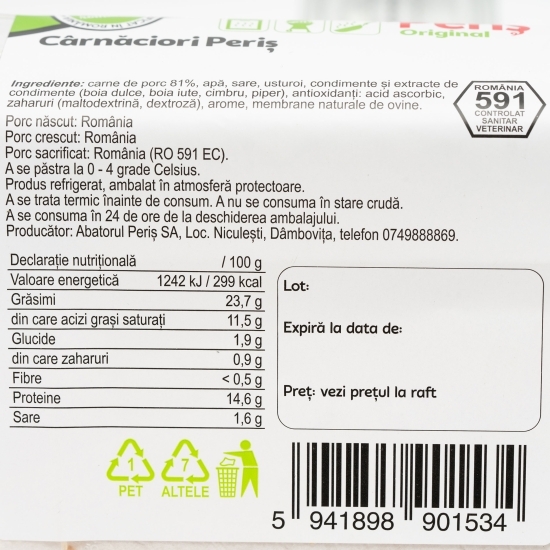 Periș
Original
Cârnăciori Periș
Ingrediente: carne de porc 81%, apă, sare, usturoi, condimente și extracte de
condimente (boia dulce, boia iute, cimbru, piper), antioxidanți: acid ascorbic,
zaharuri (maltodextrină, dextroză), arome, membrane naturale de ovine.
ROMÂNIA
591
CONTROLAT
SANITAR
VETERINAR
Porc născut: România
Porc crescut: România
Porc sacrificat: România (RO 591 EC).
A se păstra la 0 - 4 grade Celsius.
Produs refrigerat, ambalat în atmosferă protectoare.
A se trata termic înainte de consum. A nu se consuma în stare crudă.
A se consuma în 24 de ore de la deschiderea ambalajului.
Producător: Abatorul Periș SA, Loc. Niculești, Dâmbovița, telefon 0749888869.
Declarație nutrițională / 100 g
Valoare energetică 1242 kJ / 299 kcal
Grăsimi 23,7 g
din care acizi grași saturați 11,5 g
Glucide 1,9 g
din care zaharuri 0,9 g
Fibre < 0,5 g
Proteine 14,6 g
Sare 1,6 g
Lot:
Expiră la data de:
Preț: vezi prețul la raft
1 7
PET ALTELE
5 941898 901534